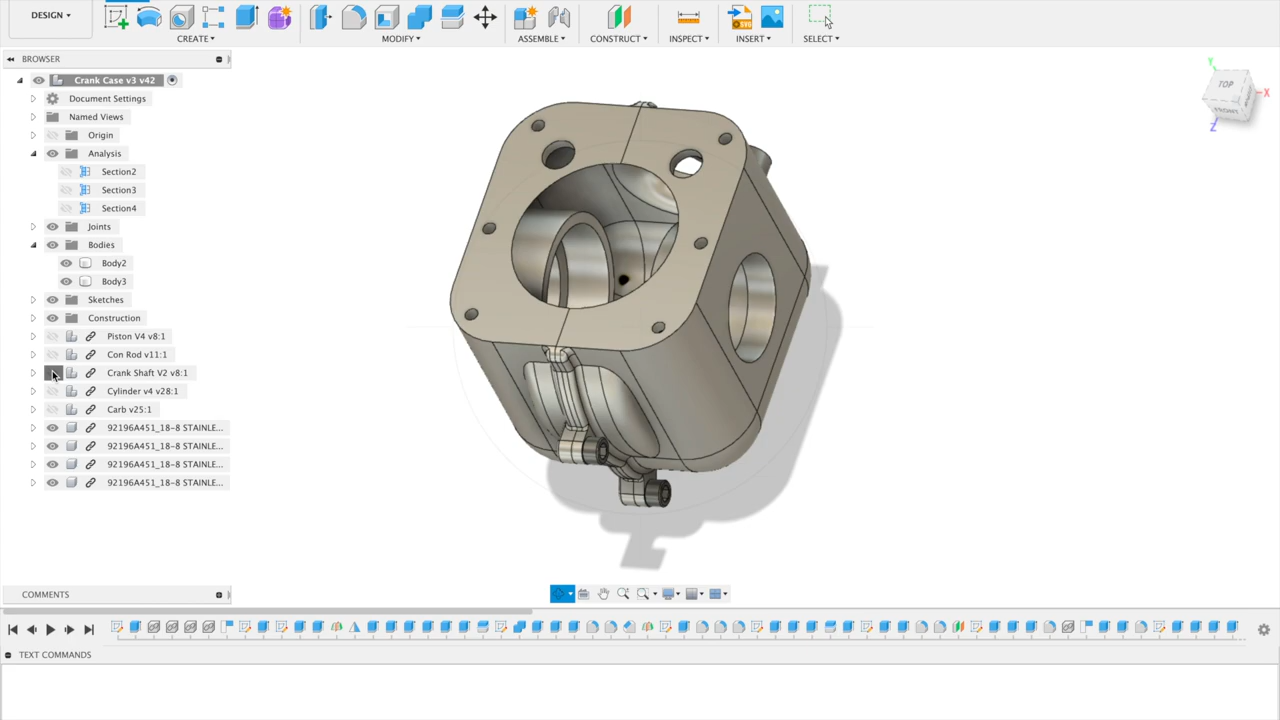 DESIGN ▾
CREATE ▾ MODIFY ▾ ASSEMBLE ▾ CONSTRUCT ▾ INSPECT ▾ INSERT ▾ SELECT ▾
BROWSER
Crank Case v3 v42
Document Settings
Named Views
Origin
Analysis
Section2
Section3
Section4
Joints
Bodies
Body2
Body3
Sketches
Construction
Piston V4 v8:1
Con Rod v11:1
Crank Shaft V2 v8:1
Cylinder v4 v28:1
Carb v25:1
92196A451_18-8 STAINLE...
92196A451_18-8 STAINLE...
92196A451_18-8 STAINLE...
92196A451_18-8 STAINLE...
Y
TOP
X
Z
SVG
COMMENTS
TEXT COMMANDS